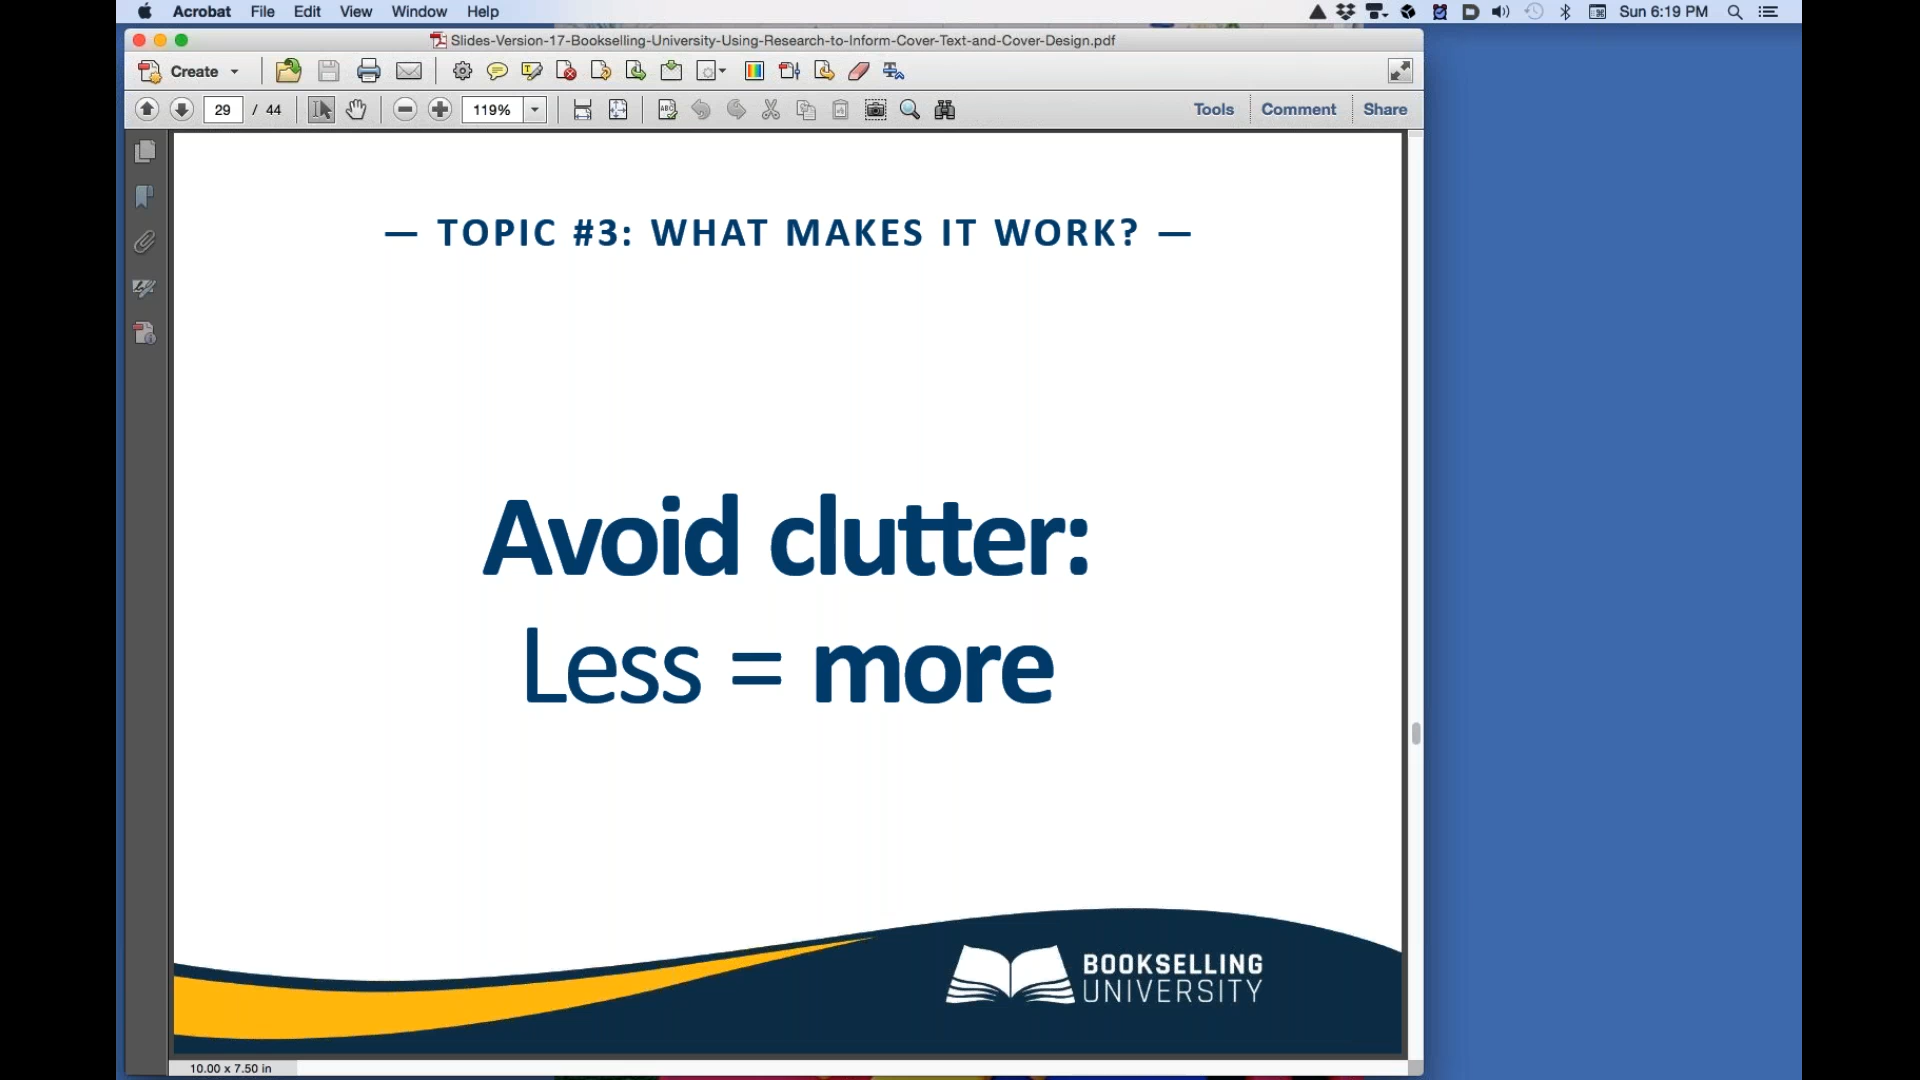 Acrobat File Edit View Window Help Sun 6:19 PM
Slides-Version-17-Bookselling-University-Using-Research-to-Inform-Cover-Text-and-Cover-Design.pdf
Create
29 / 44 119% Tools Comment Share
— TOPIC #3: WHAT MAKES IT WORK? —
Avoid clutter:
Less = more
BOOKSELLING
UNIVERSITY
10.00 x 7.50 in